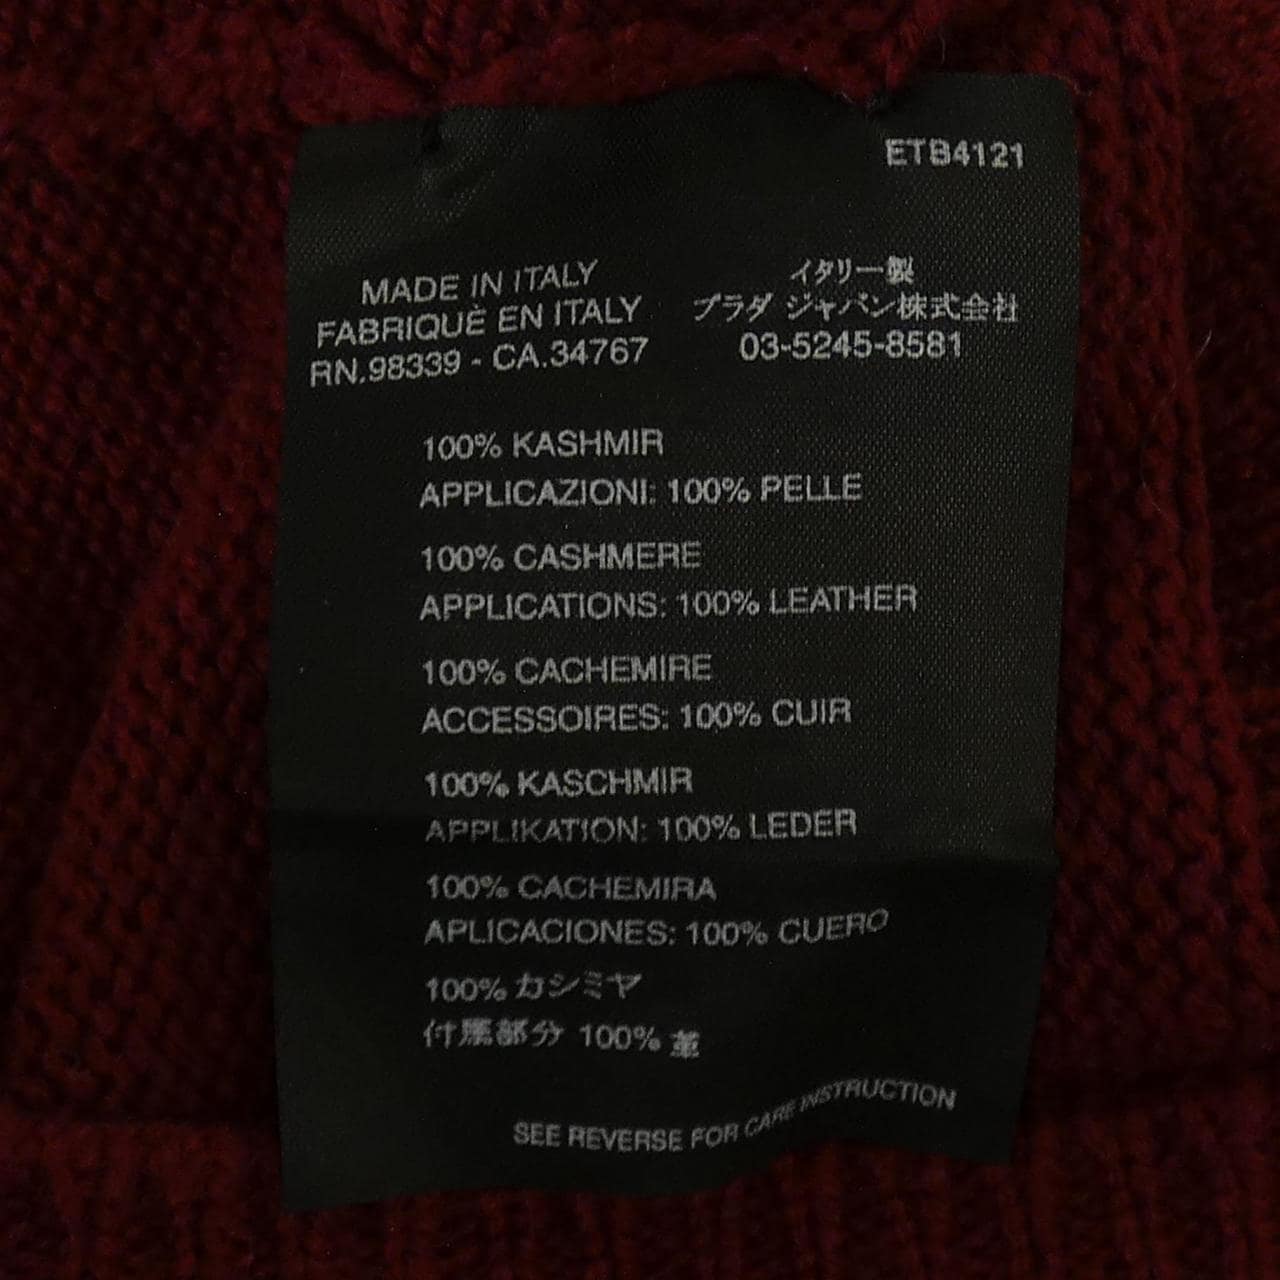 ETB4121
MADE IN ITALY
FABRIQUÈ EN ITALY
RN.98339 - CA.34767
イタリー製
プラダ ジャパン株式会社
03-5245-8581
100% KASHMIR
APPLICAZIONI: 100% PELLE
100% CASHMERE
APPLICATIONS: 100% LEATHER
100% CACHEMIRE
ACCESSOIRES: 100% CUIR
100% KASCHMIR
APPLIKATION: 100% LEDER
100% CACHEMIRA
APLICACIONES: 100% CUERO
100% カシミヤ
付属部分 100% 革
SEE REVERSE FOR CARE INSTRUCTION